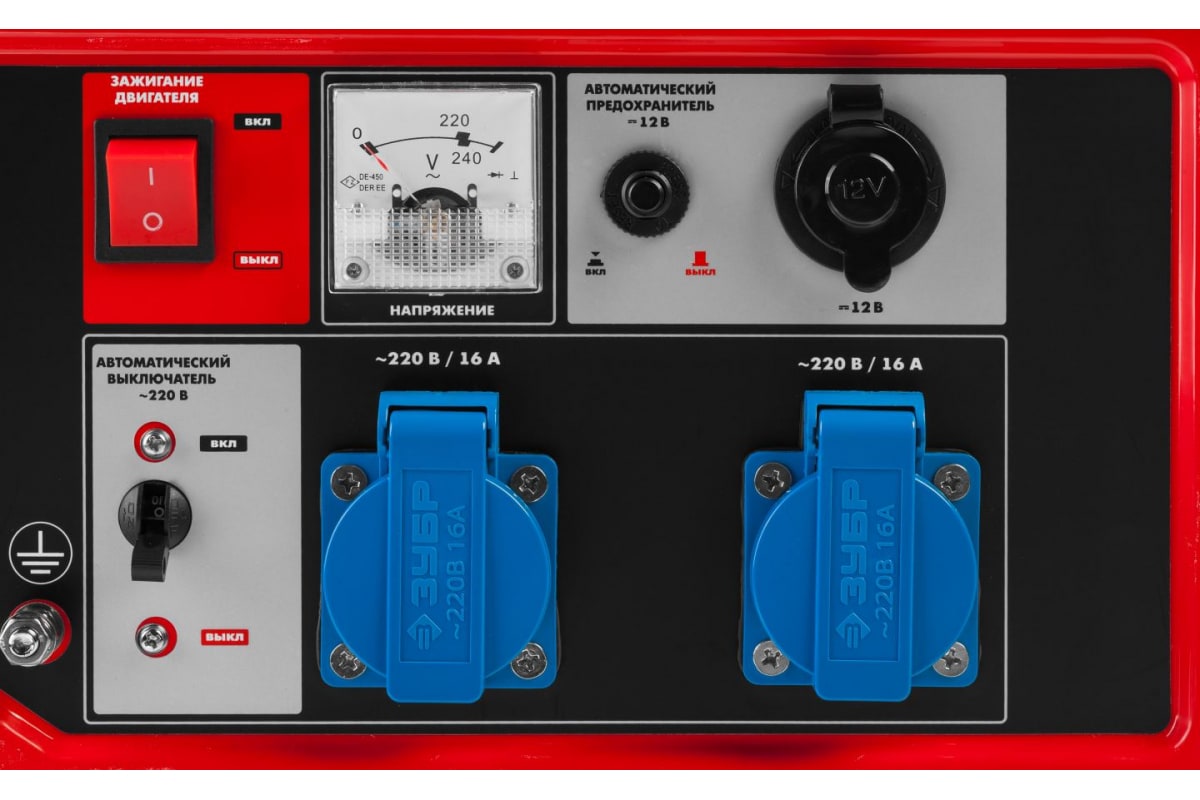 ЗАЖИГАНИЕ
ДВИГАТЕЛЯ
ВКЛ
I
O
ВЫКЛ
0
220
240
V
~
DE-450
DER EE
НАПРЯЖЕНИЕ
АВТОМАТИЧЕСКИЙ
ПРЕДОХРАНИТЕЛЬ
⎓ 12 В
ВКЛ
ВЫКЛ
12V
⎓ 12 В
АВТОМАТИЧЕСКИЙ
ВЫКЛЮЧАТЕЛЬ
~220 В
ВКЛ
ВЫКЛ
~220 В / 16 А
ЗУБР
~220В 16А
~220 В / 16 А
ЗУБР
~220В 16А